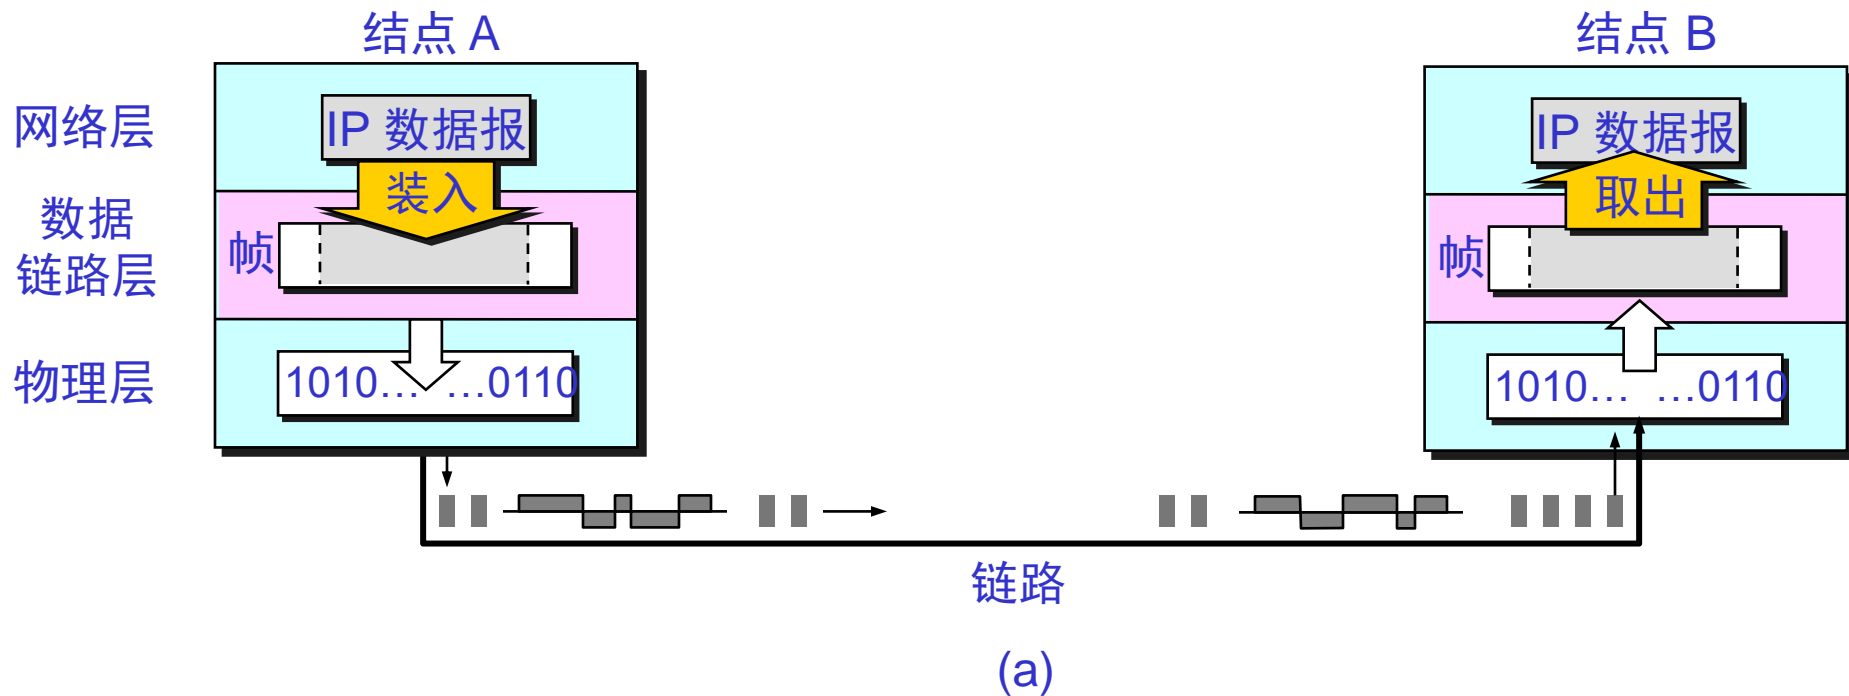 结点 A
结点 B
网络层
IP 数据报
IP 数据报
装入
取出
数据
链路层
帧
帧
物理层
1010… …0110
1010… …0110
链路
(a)